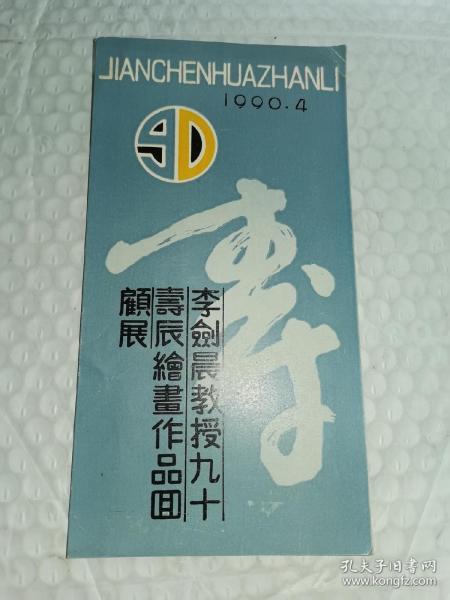 JIANCHENHUAZHANLI
1990.4
90
壽
李劍晨教授九十
壽辰繪畫作品回
顧展
孔夫子旧书网
www.kongfz.com